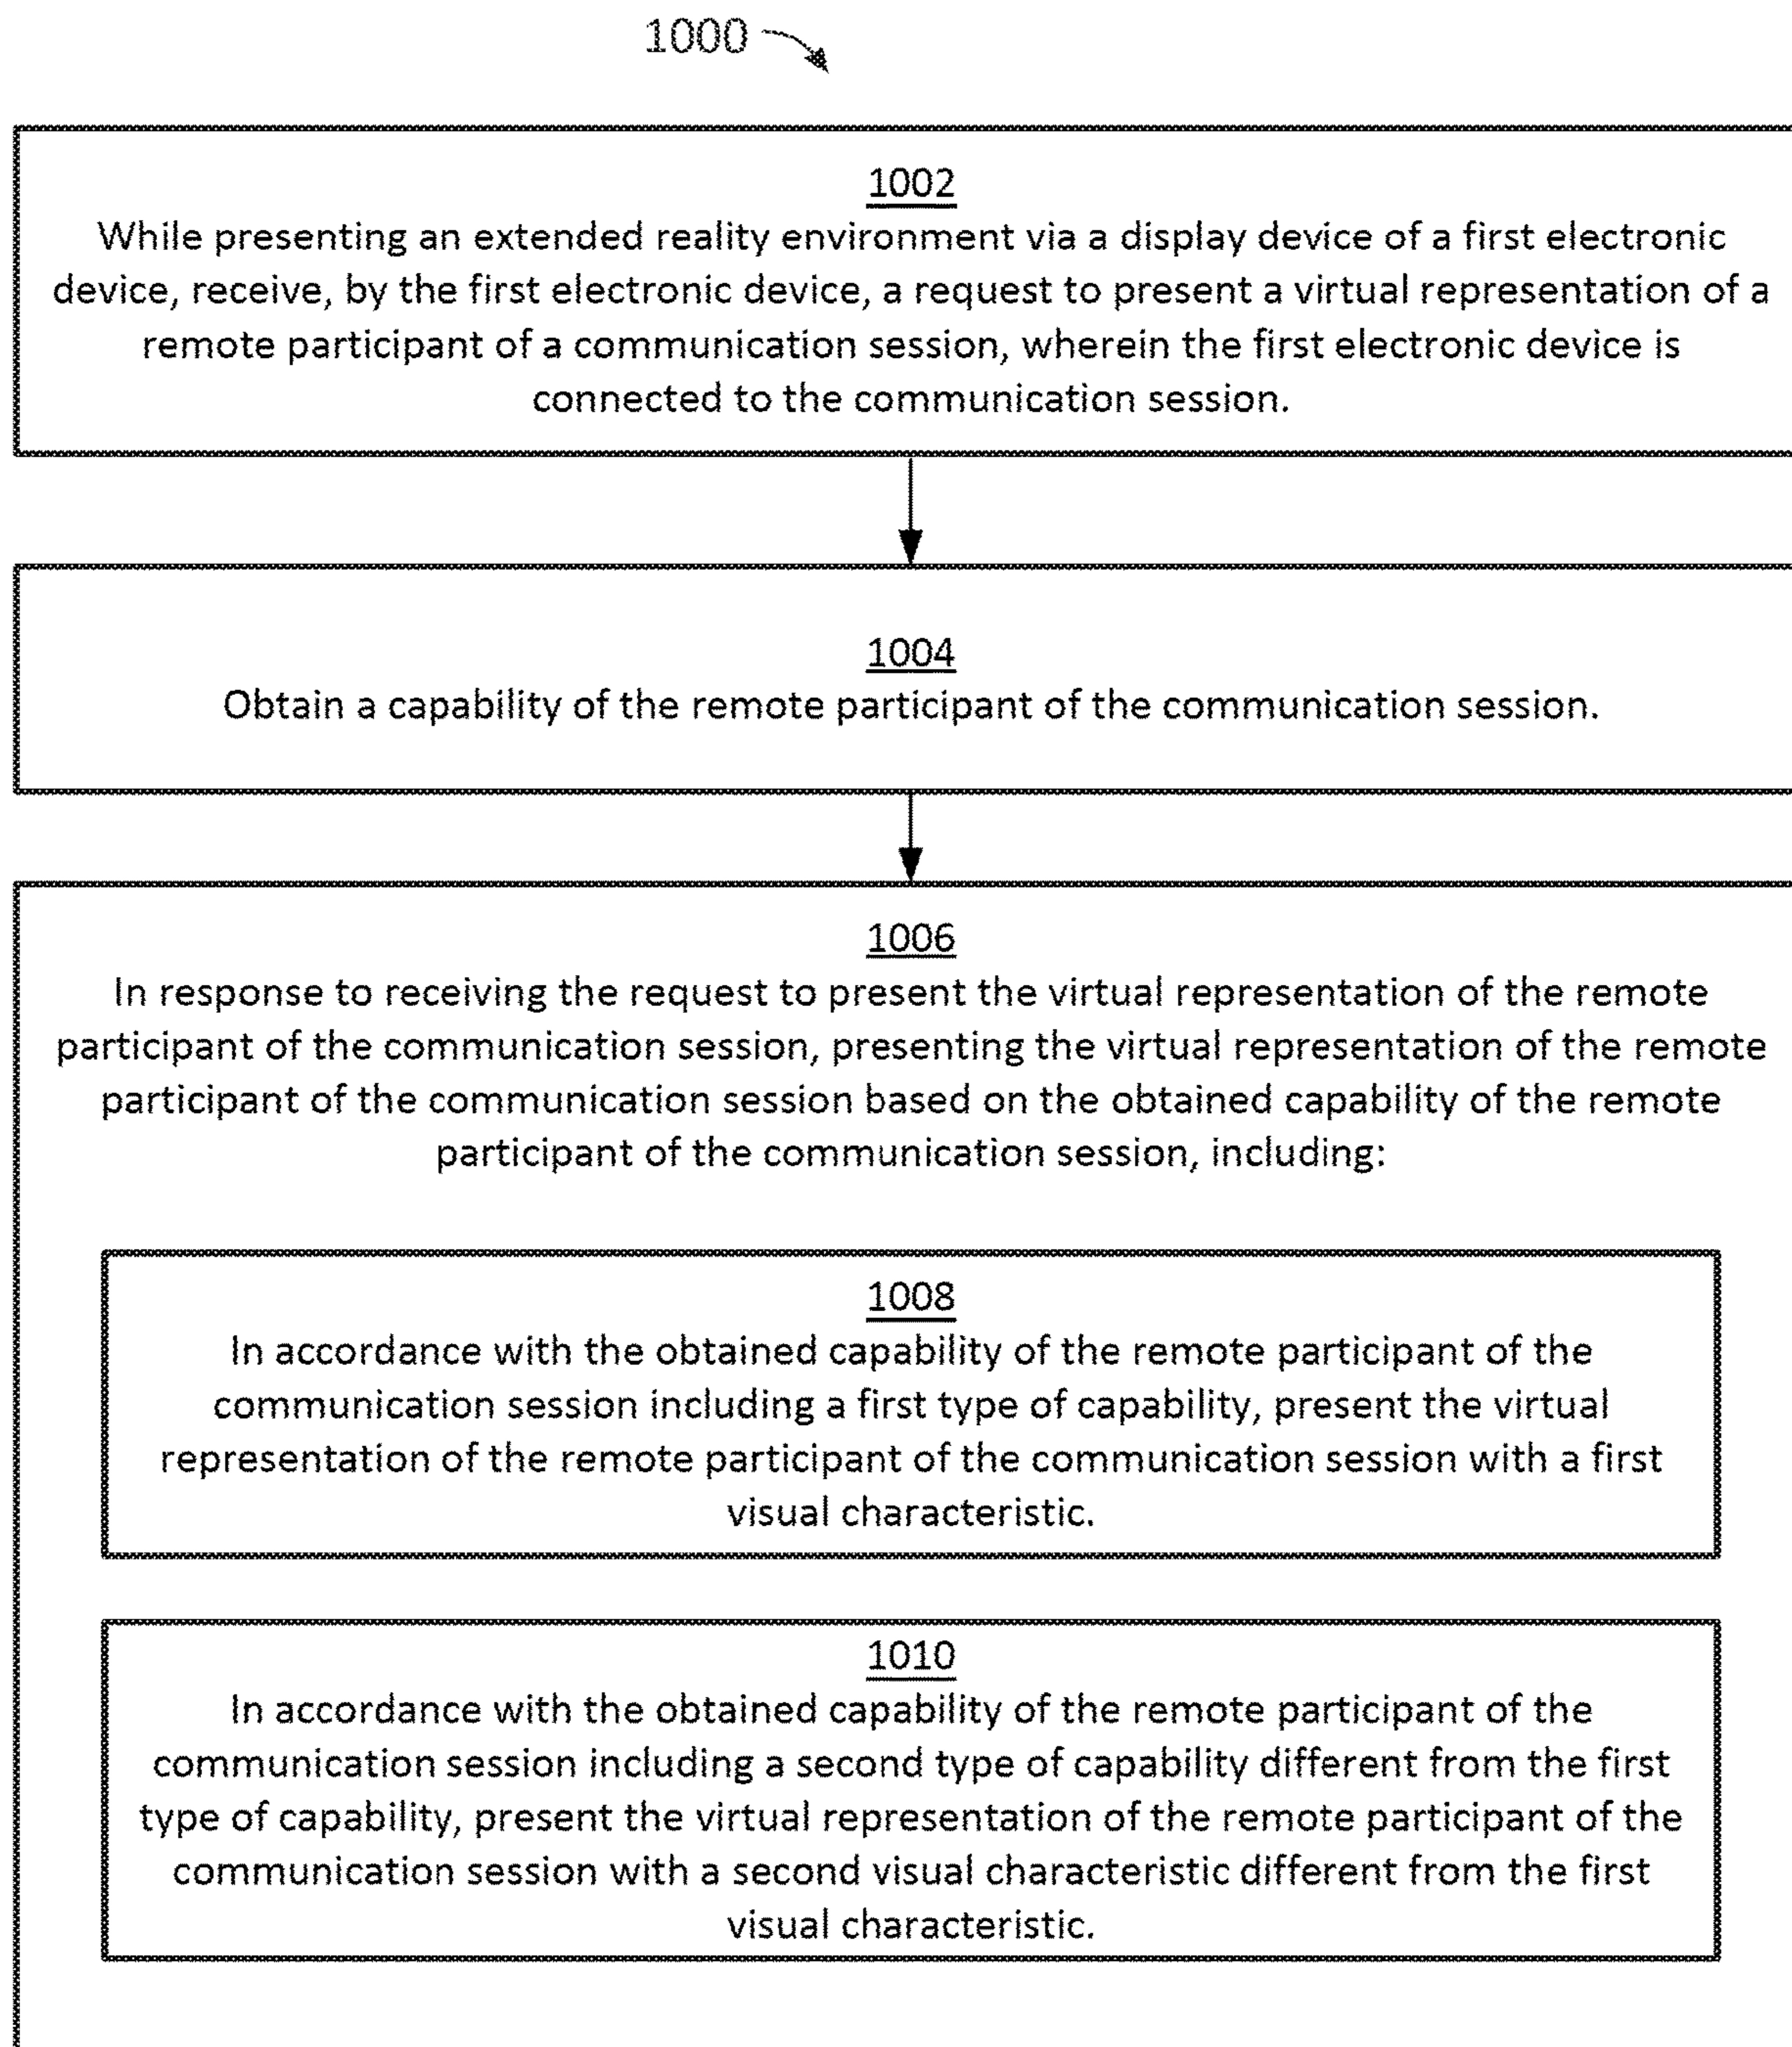 1000
1002
While presenting an extended reality environment via a display device of a first electronic
device, receive, by the first electronic device, a request to present a virtual representation of a
remote participant of a communication session, wherein the first electronic device is
connected to the communication session.
1004
Obtain a capability of the remote participant of the communication session.
1006
In response to receiving the request to present the virtual representation of the remote
participant of the communication session, presenting the virtual representation of the remote
participant of the communication session based on the obtained capability of the remote
participant of the communication session, including:
1008
In accordance with the obtained capability of the remote participant of the
communication session including a first type of capability, present the virtual
representation of the remote participant of the communication session with a first
visual characteristic.
1010
In accordance with the obtained capability of the remote participant of the
communication session including a second type of capability different from the first
type of capability, present the virtual representation of the remote participant of the
communication session with a second visual characteristic different from the first
visual characteristic.